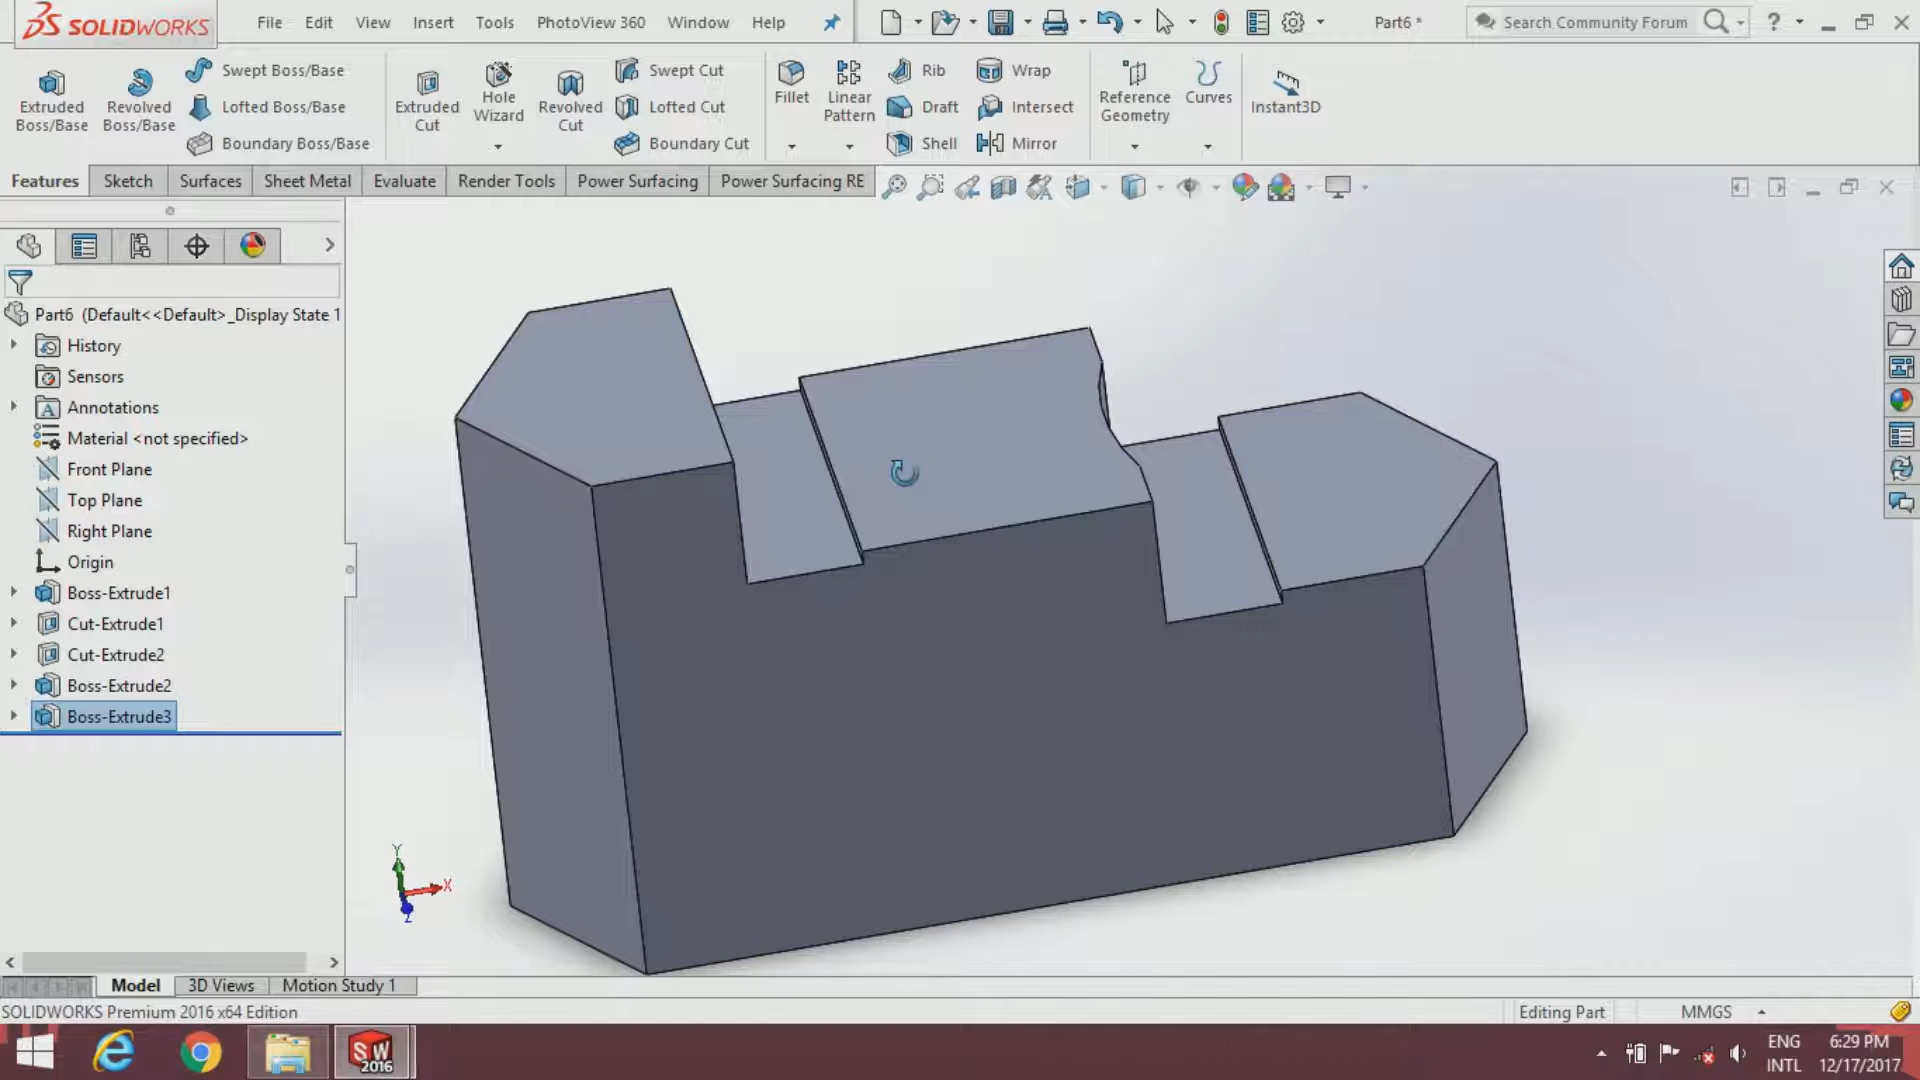 SOLIDWORKS File Edit View Insert Tools PhotoView 360 Window Help Part6 * Search Community Forum ?
Extruded Boss/Base
Revolved Boss/Base
Swept Boss/Base
Lofted Boss/Base
Boundary Boss/Base
Extruded Cut
Hole Wizard
Revolved Cut
Swept Cut
Lofted Cut
Boundary Cut
Fillet
Linear Pattern
Rib
Draft
Shell
Wrap
Intersect
Mirror
Reference Geometry
Curves
Instant3D
Features Sketch Surfaces Sheet Metal Evaluate Render Tools Power Surfacing Power Surfacing RE
Part6 (Default<<Default>_Display State 1
History
Sensors
Annotations
Material <not specified>
Front Plane
Top Plane
Right Plane
Origin
Boss-Extrude1
Cut-Extrude1
Cut-Extrude2
Boss-Extrude2
Boss-Extrude3
Y
X
Z
Model 3D Views Motion Study 1
SOLIDWORKS Premium 2016 x64 Edition Editing Part MMGS
SW 2016
ENG 6:29 PM
INTL 12/17/2017